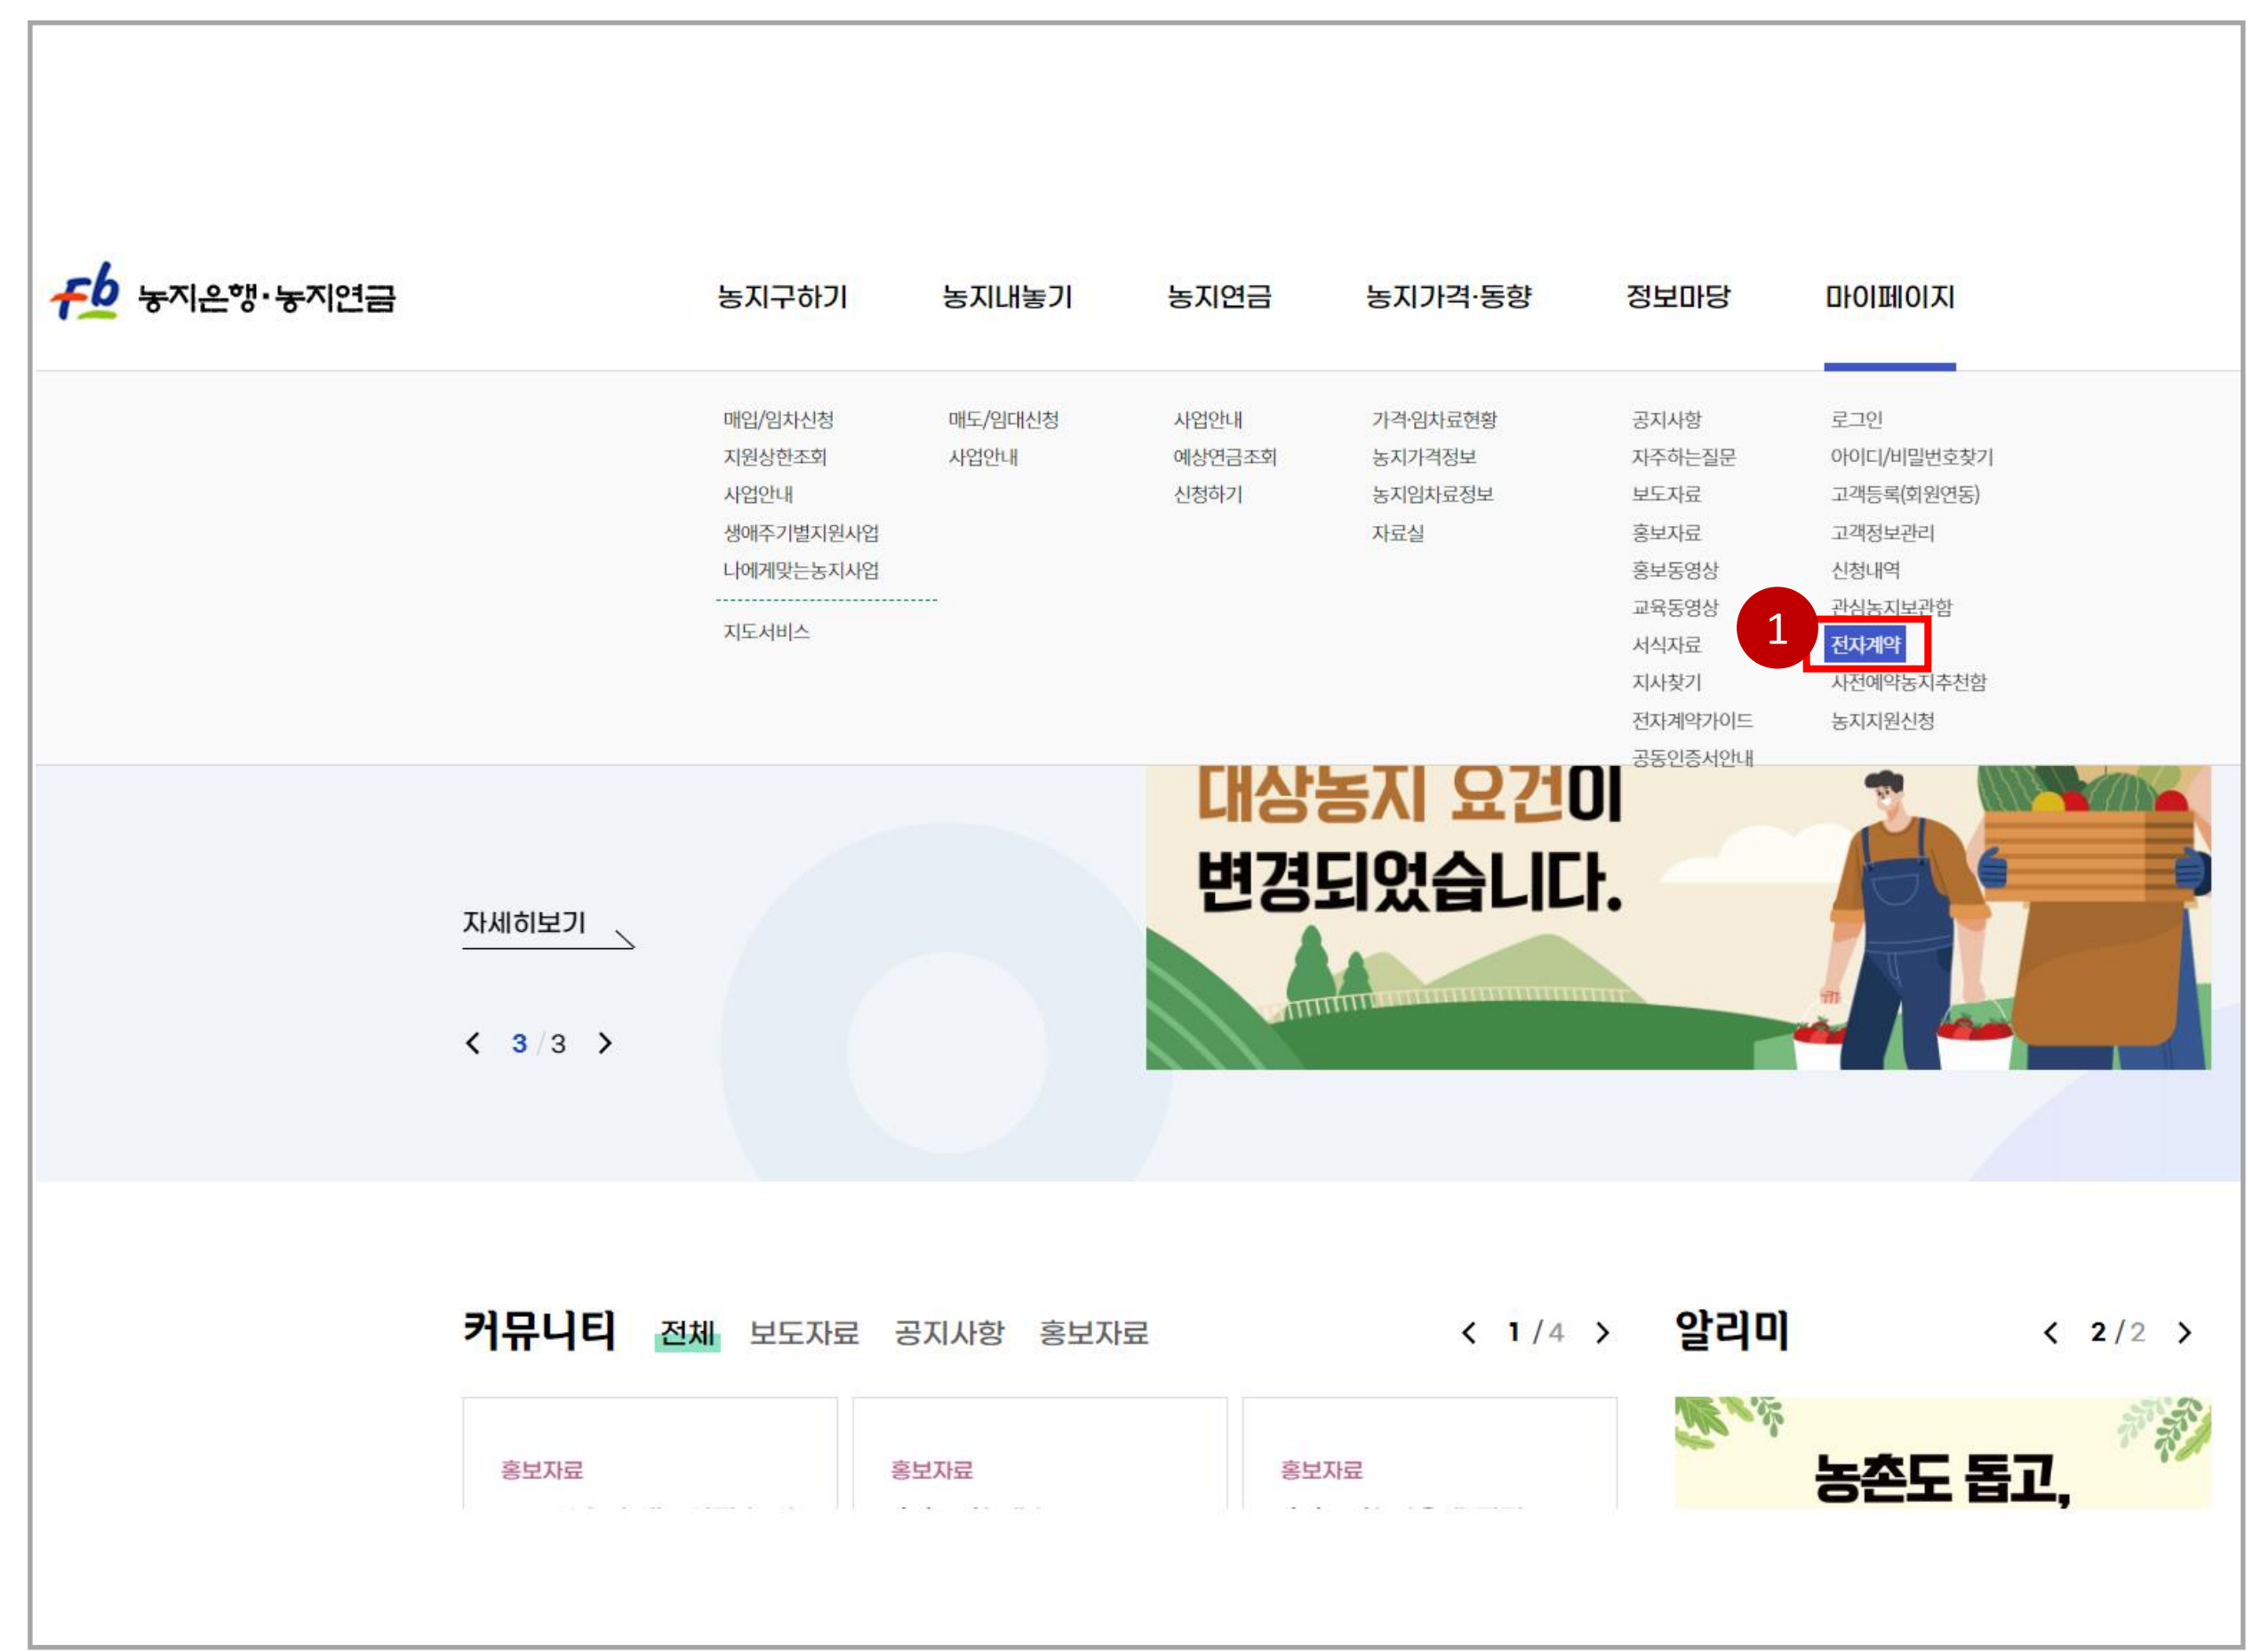 Fb 농지은행·농지연금
농지구하기 농지내놓기 농지연금 농지가격·동향 정보마당 마이페이지
매입/임차신청
지원상한조회
사업안내
생애주기별지원사업
나에게맞는농지사업
지도서비스
매도/임대신청
사업안내
사업안내
예상연금조회
신청하기
가격·임차료현황
농지가격정보
농지임차료정보
자료실
공지사항
자주하는질문
보도자료
홍보자료
홍보동영상
교육동영상
서식자료
지사찾기
전자계약가이드
공동인증서안내
로그인
아이디/비밀번호찾기
고객등록(회원연동)
고객정보관리
신청내역
관심농지보관함
1
전자계약
사전예약농지추천함
농지지원신청
대상농지 요건이
변경되었습니다.
자세히보기
< 3/3 >
커뮤니티 전체 보도자료 공지사항 홍보자료 < 1/4 >
알리미 < 2/2 >
홍보자료
홍보자료
홍보자료
농촌도 돕고,